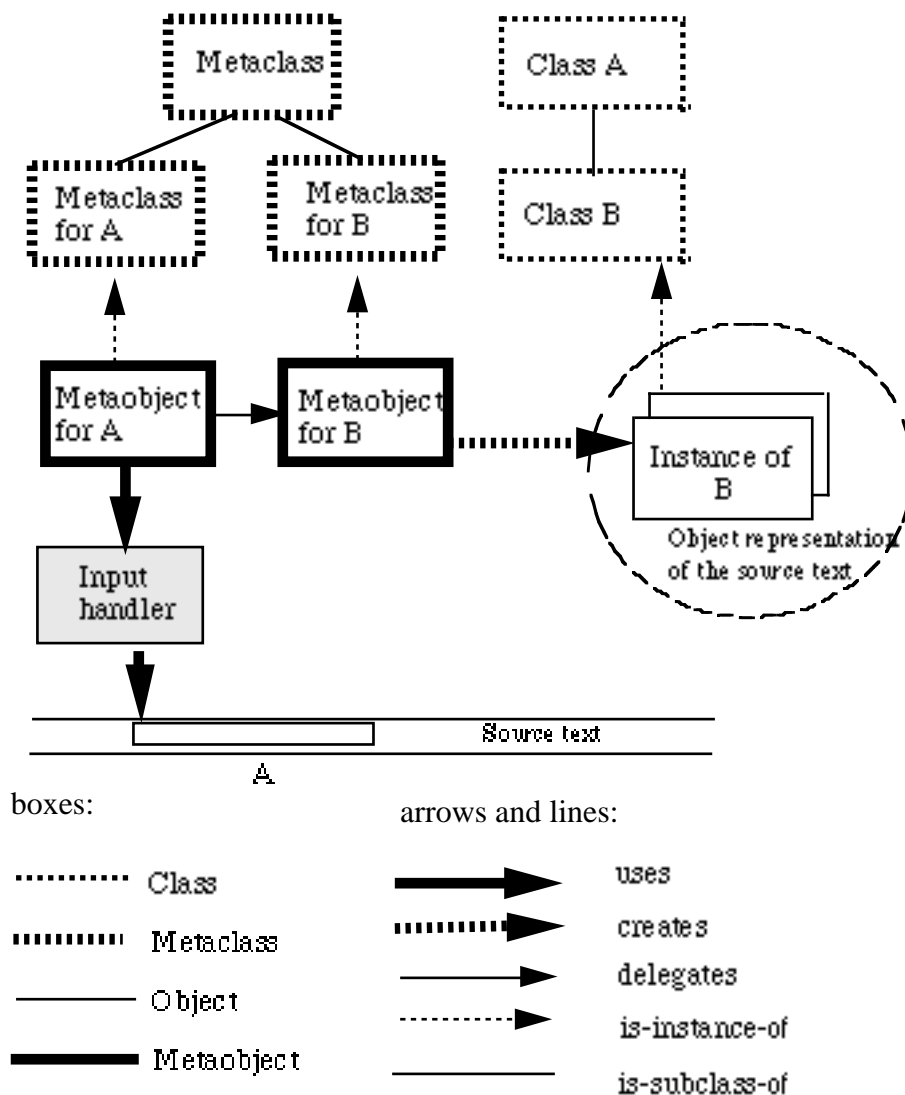 Metaclass
Class A
Metaclass
for A
Metaclass
for B
Class B
Metaobject
for A
Metaobject
for B
Instance of
B
Object representation
of the source text
Input
handler
Source text
A
boxes:
arrows and lines:
Class
uses
Metaclass
creates
Object
delegates
Metaobject
is-instance-of
is-subclass-of